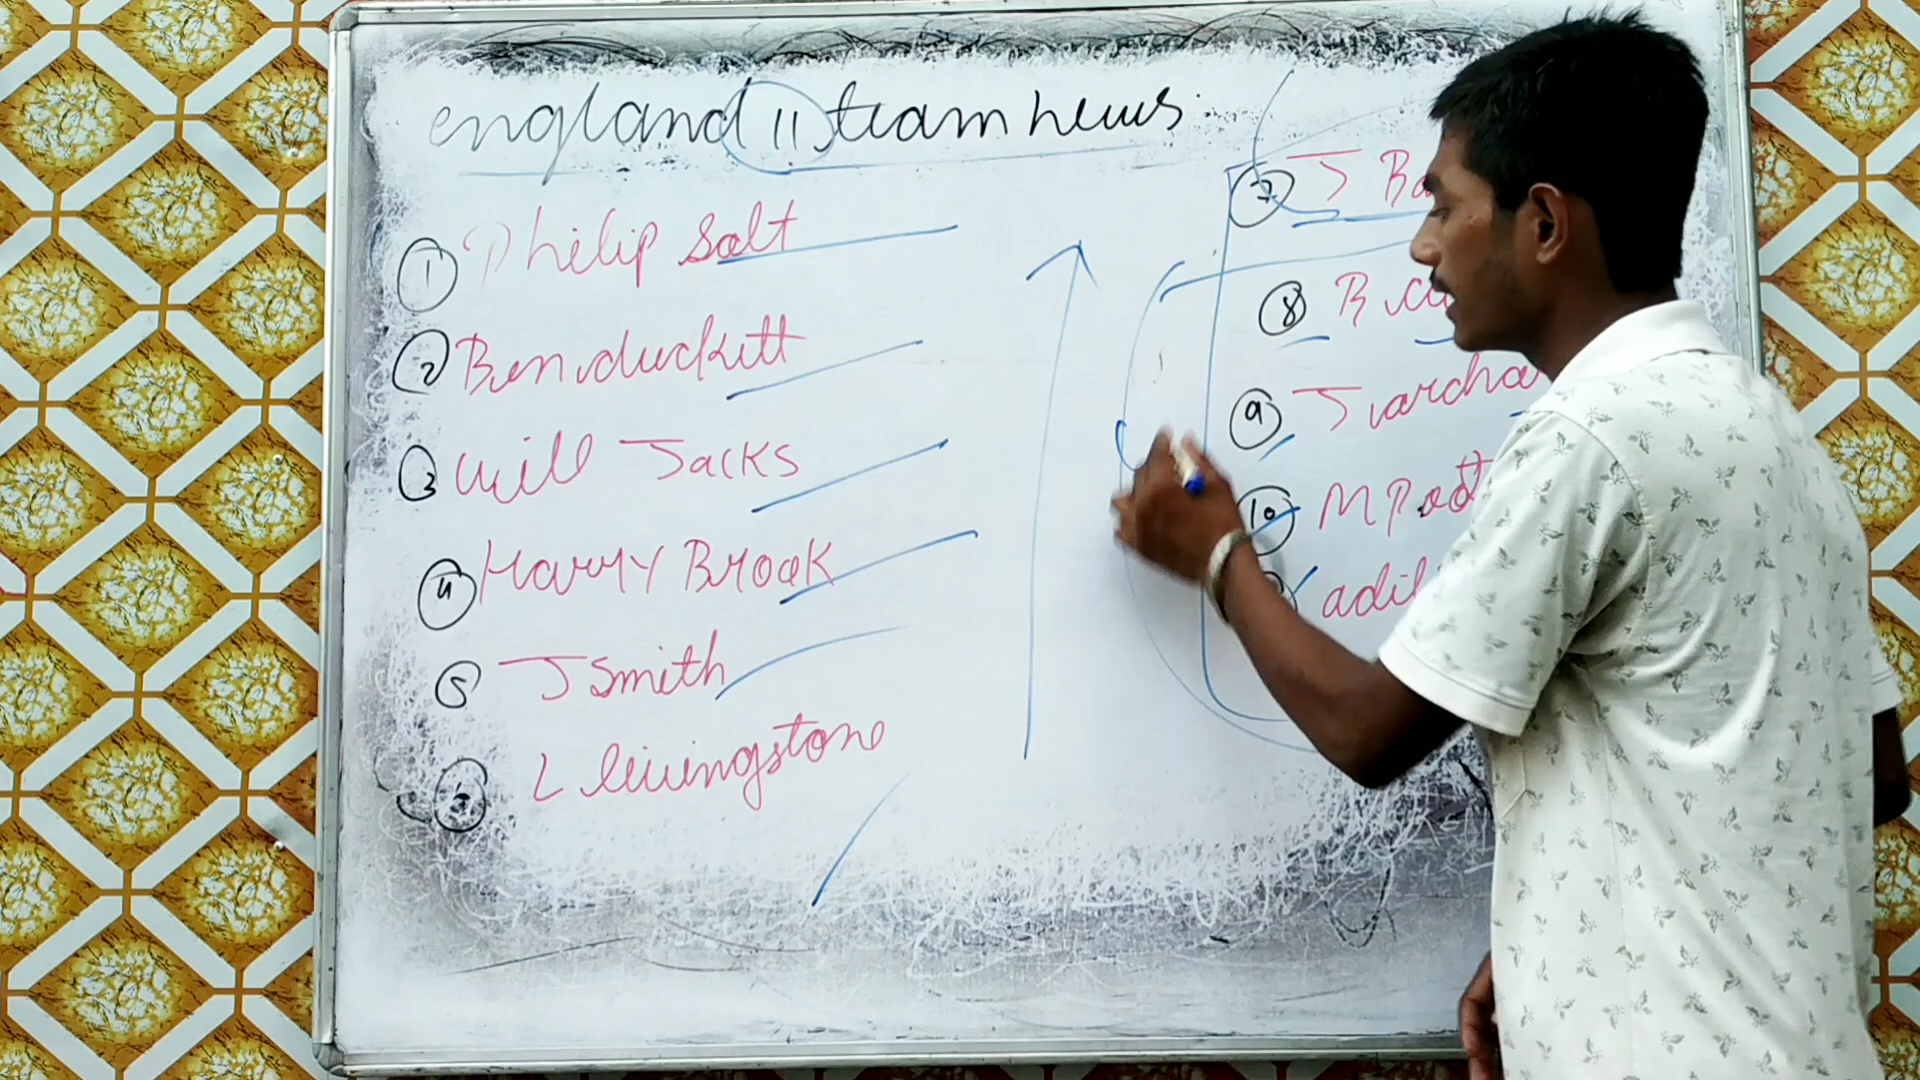 england 11 team news
1 Philip Salt
2 Ben duckett
3 Will Jacks
4 Harry Brook
5 J Smith
L livingstone
7 J Ba
8 B
9 J archa
10 M Pott
adil